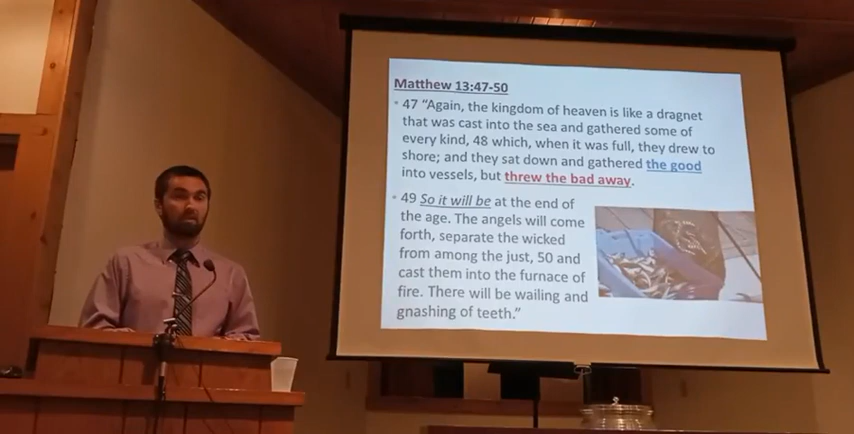 Matthew 13:47-50
• 47 “Again, the kingdom of heaven is like a dragnet
that was cast into the sea and gathered some of
every kind, 48 which, when it was full, they drew to
shore; and they sat down and gathered the good
into vessels, but threw the bad away.
• 49 So it will be at the end of
the age. The angels will come
forth, separate the wicked
from among the just, 50 and
cast them into the furnace of
fire. There will be wailing and
gnashing of teeth.”